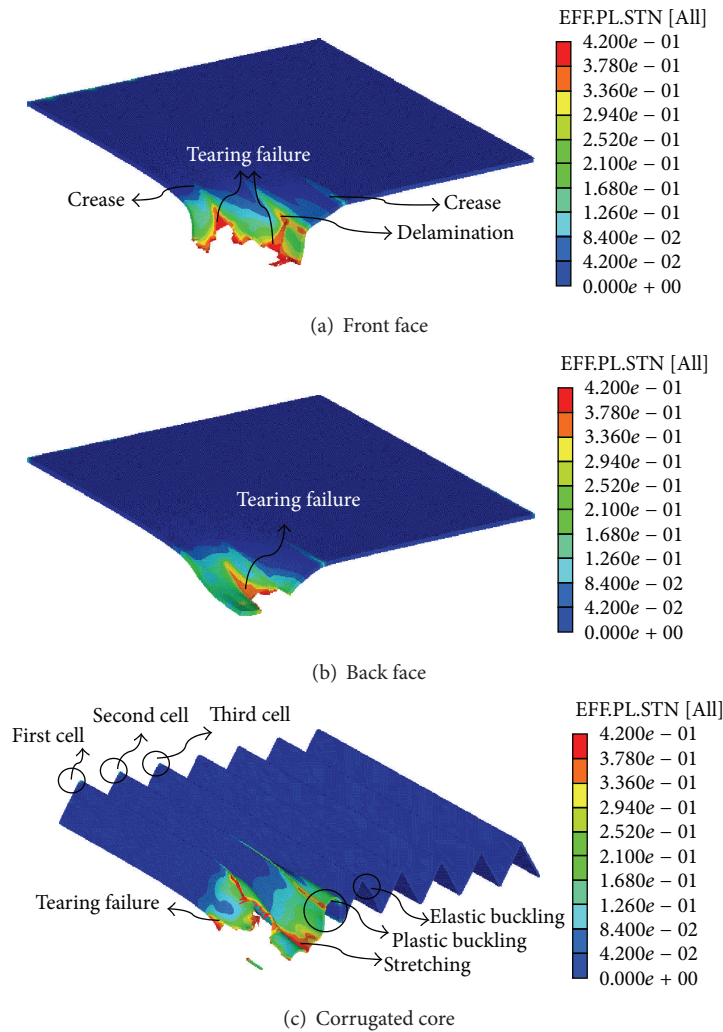 EFF.PL.STN [All]
4.200e − 01
3.780e − 01
3.360e − 01
2.940e − 01
2.520e − 01
2.100e − 01
1.680e − 01
1.260e − 01
8.400e − 02
4.200e − 02
0.000e + 00
Tearing failure
Crease
Crease
Delamination
(a) Front face
EFF.PL.STN [All]
4.200e − 01
3.780e − 01
3.360e − 01
2.940e − 01
2.520e − 01
2.100e − 01
1.680e − 01
1.260e − 01
8.400e − 02
4.200e − 02
0.000e + 00
Tearing failure
(b) Back face
EFF.PL.STN [All]
4.200e − 01
3.780e − 01
3.360e − 01
2.940e − 01
2.520e − 01
2.100e − 01
1.680e − 01
1.260e − 01
8.400e − 02
4.200e − 02
0.000e + 00
First cell
Second cell
Third cell
Tearing failure
Elastic buckling
Plastic buckling
Stretching
(c) Corrugated core